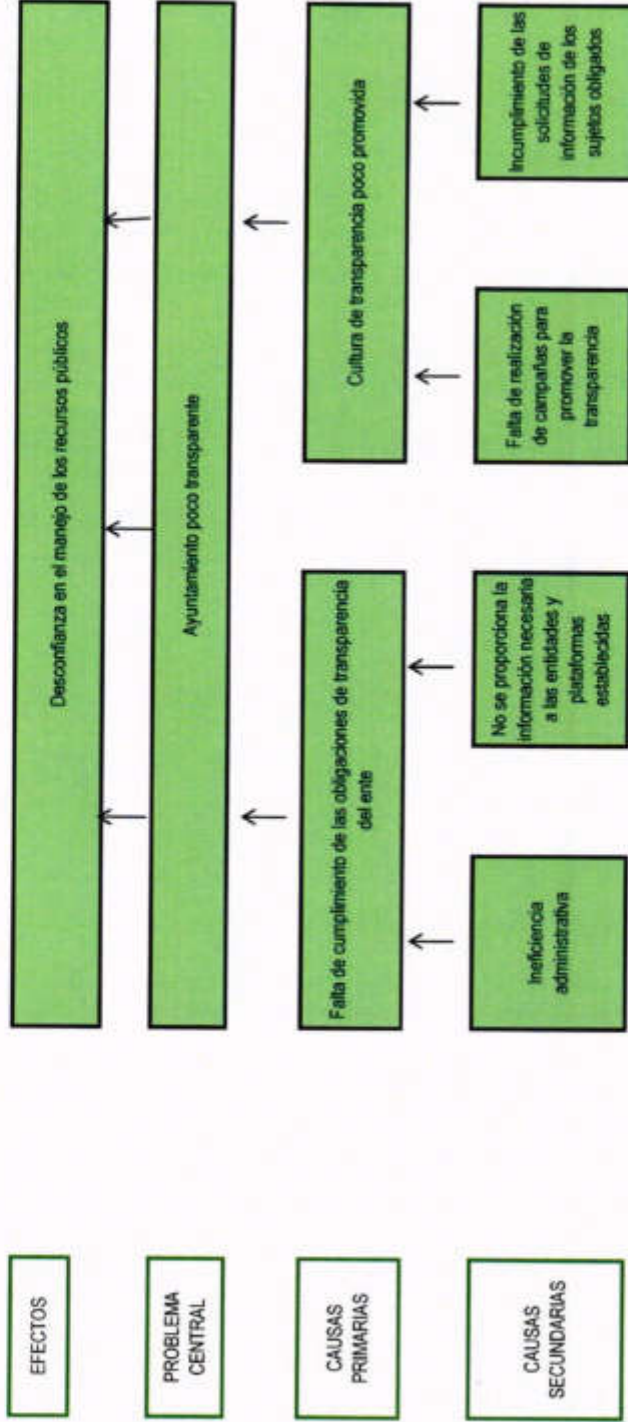 EFECTOS
Desconfianza en el manejo de los recursos públicos
PROBLEMA
CENTRAL
Ayuntamiento poco transparente
CAUSAS
PRIMARIAS
Falta de cumplimiento de las obligaciones de transparencia
del ente
Cultura de transparencia poco promovida
CAUSAS
SECUNDARIAS
Ineficiencia
administrativa
No se proporciona la
información necesaria
a las entidades y
plataformas
establecidas
Falta de realización
de campañas para
promover la
transparencia
Incumplimiento de las
solicitudes de
información de los
sujetos obligados